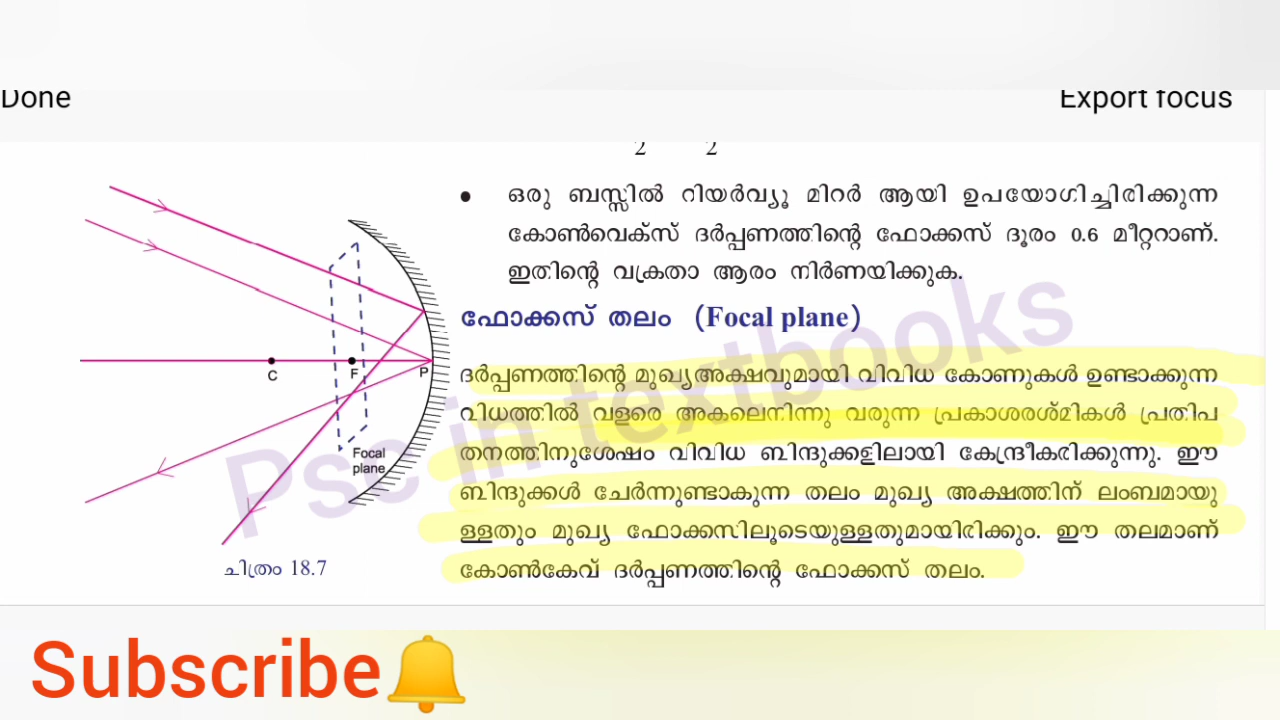 Done
Export focus
2 2
• ഒരു ബസ്സിൽ റിയർവ്യൂ മിറർ ആയി ഉപയോഗിച്ചിരിക്കുന്ന
കോൺവെക്സ് ദർപ്പണത്തിന്റെ ഫോക്കസ് ദൂരം 0.6 മീറ്ററാണ്.
ഇതിന്റെ വക്രതാ ആരം നിർണയിക്കുക.
ഫോക്കസ് തലം (Focal plane)
ദർപ്പണത്തിന്റെ മുഖ്യഅക്ഷവുമായി വിവിധ കോണുകൾ ഉണ്ടാക്കുന്ന
വിധത്തിൽ വളരെ അകലെനിന്നു വരുന്ന പ്രകാശരശ്മികൾ പ്രതിപ
തനത്തിനുശേഷം വിവിധ ബിന്ദുക്കളിലായി കേന്ദ്രീകരിക്കുന്നു. ഈ
ബിന്ദുക്കൾ ചേർന്നുണ്ടാകുന്ന തലം മുഖ്യ അക്ഷത്തിന് ലംബമായു
ള്ളതും മുഖ്യ ഫോക്കസിലൂടെയുള്ളതുമായിരിക്കും. ഈ തലമാണ്
കോൺകേവ് ദർപ്പണത്തിന്റെ ഫോക്കസ് തലം.
C F P
Focal
plane
ചിത്രം 18.7
Psc in textbooks
Subscribe